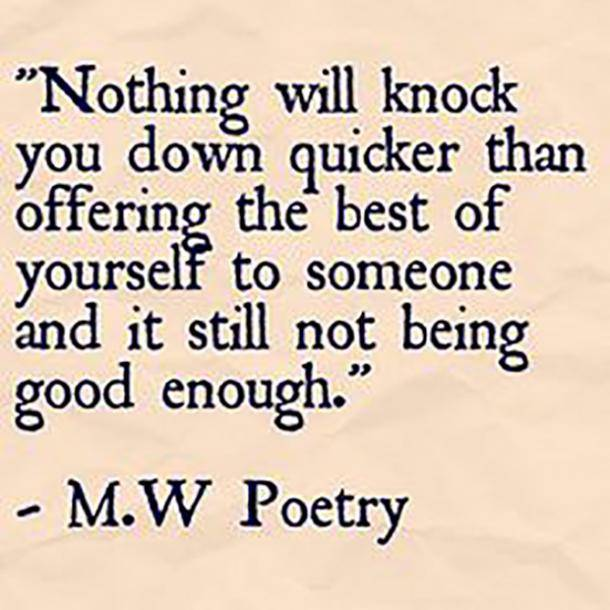 "Nothing will knock
you down quicker than
offering the best of
yourself to someone
and it still not being
good enough."
- M.W Poetry